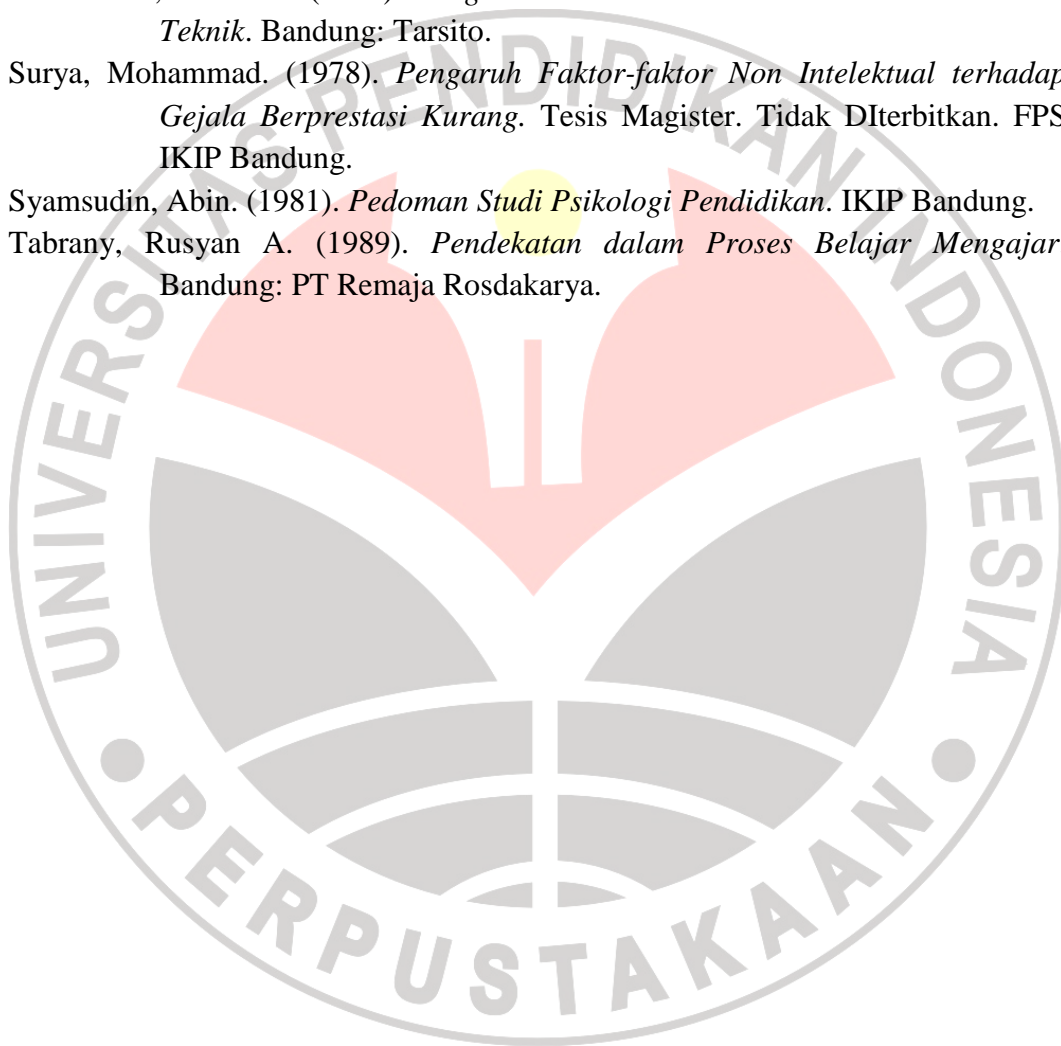 Teknik. Bandung: Tarsito.
Surya, Mohammad. (1978). Pengaruh Faktor-faktor Non Intelektual terhadap
Gejala Berprestasi Kurang. Tesis Magister. Tidak DIterbitkan. FPS
IKIP Bandung.
Syamsudin, Abin. (1981). Pedoman Studi Psikologi Pendidikan. IKIP Bandung.
Tabrany, Rusyan A. (1989). Pendekatan dalam Proses Belajar Mengajar
Bandung: PT Remaja Rosdakarya.
UNIVERSITAS PENDIDIKAN INDONESIA
PERPUSTAKAAN